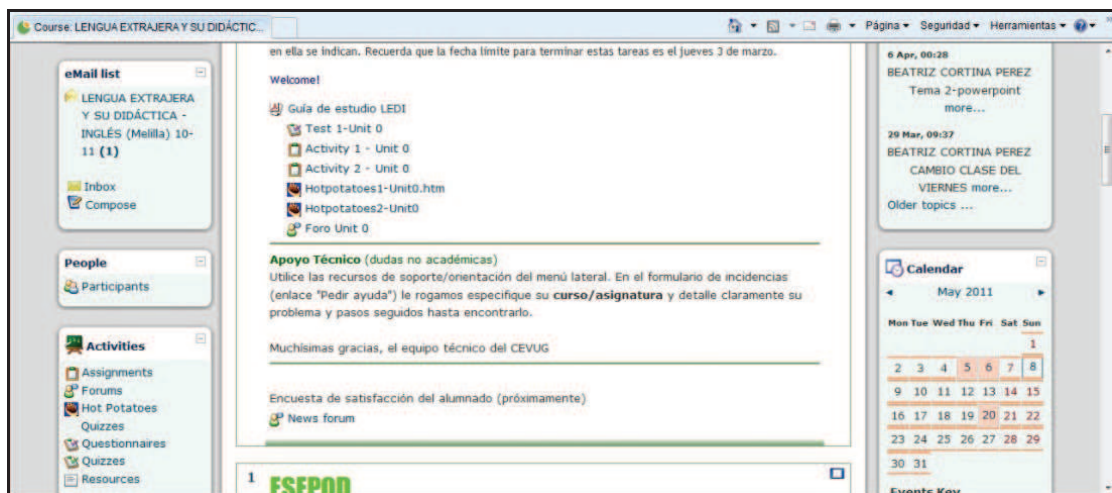 Course: LENGUA EXTRAJERA Y SU DIDÁCTIC...
Página
Seguridad
Herramientas
eMail list
LENGUA EXTRAJERA
Y SU DIDÁCTICA -
INGLÉS (Melilla) 10-
11 (1)
Inbox
Compose
People
Participants
Activities
Assignments
Forums
Hot Potatoes
Quizzes
Questionnaires
Quizzes
Resources
en ella se indican. Recuerda que la fecha límite para terminar estas tareas es el jueves 3 de marzo.
Welcome!
Guía de estudio LEDI
Test 1-Unit 0
Activity 1 - Unit 0
Activity 2 - Unit 0
Hotpotatoes1-Unit0.htm
Hotpotatoes2-Unit0
Foro Unit 0
Apoyo Técnico (dudas no académicas)
Utilice las recursos de soporte/orientación del menú lateral. En el formulario de incidencias
(enlace "Pedir ayuda") le rogamos especifique su curso/asignatura y detalle claramente su
problema y pasos seguidos hasta encontrarlo.
Muchísimas gracias, el equipo técnico del CEVUG
Encuesta de satisfacción del alumnado (próximamente)
News forum
1
ESEPOD
6 Apr, 00:28
BEATRIZ CORTINA PEREZ
Tema 2-powerpoint
more...
29 Mar, 09:37
BEATRIZ CORTINA PEREZ
CAMBIO CLASE DEL
VIERNES more...
Older topics ...
Calendar
◄ May 2011 ►
Mon Tue Wed Thu Fri Sat Sun
1
2 3 4 5 6 7 8
9 10 11 12 13 14 15
16 17 18 19 20 21 22
23 24 25 26 27 28 29
30 31
Events Key